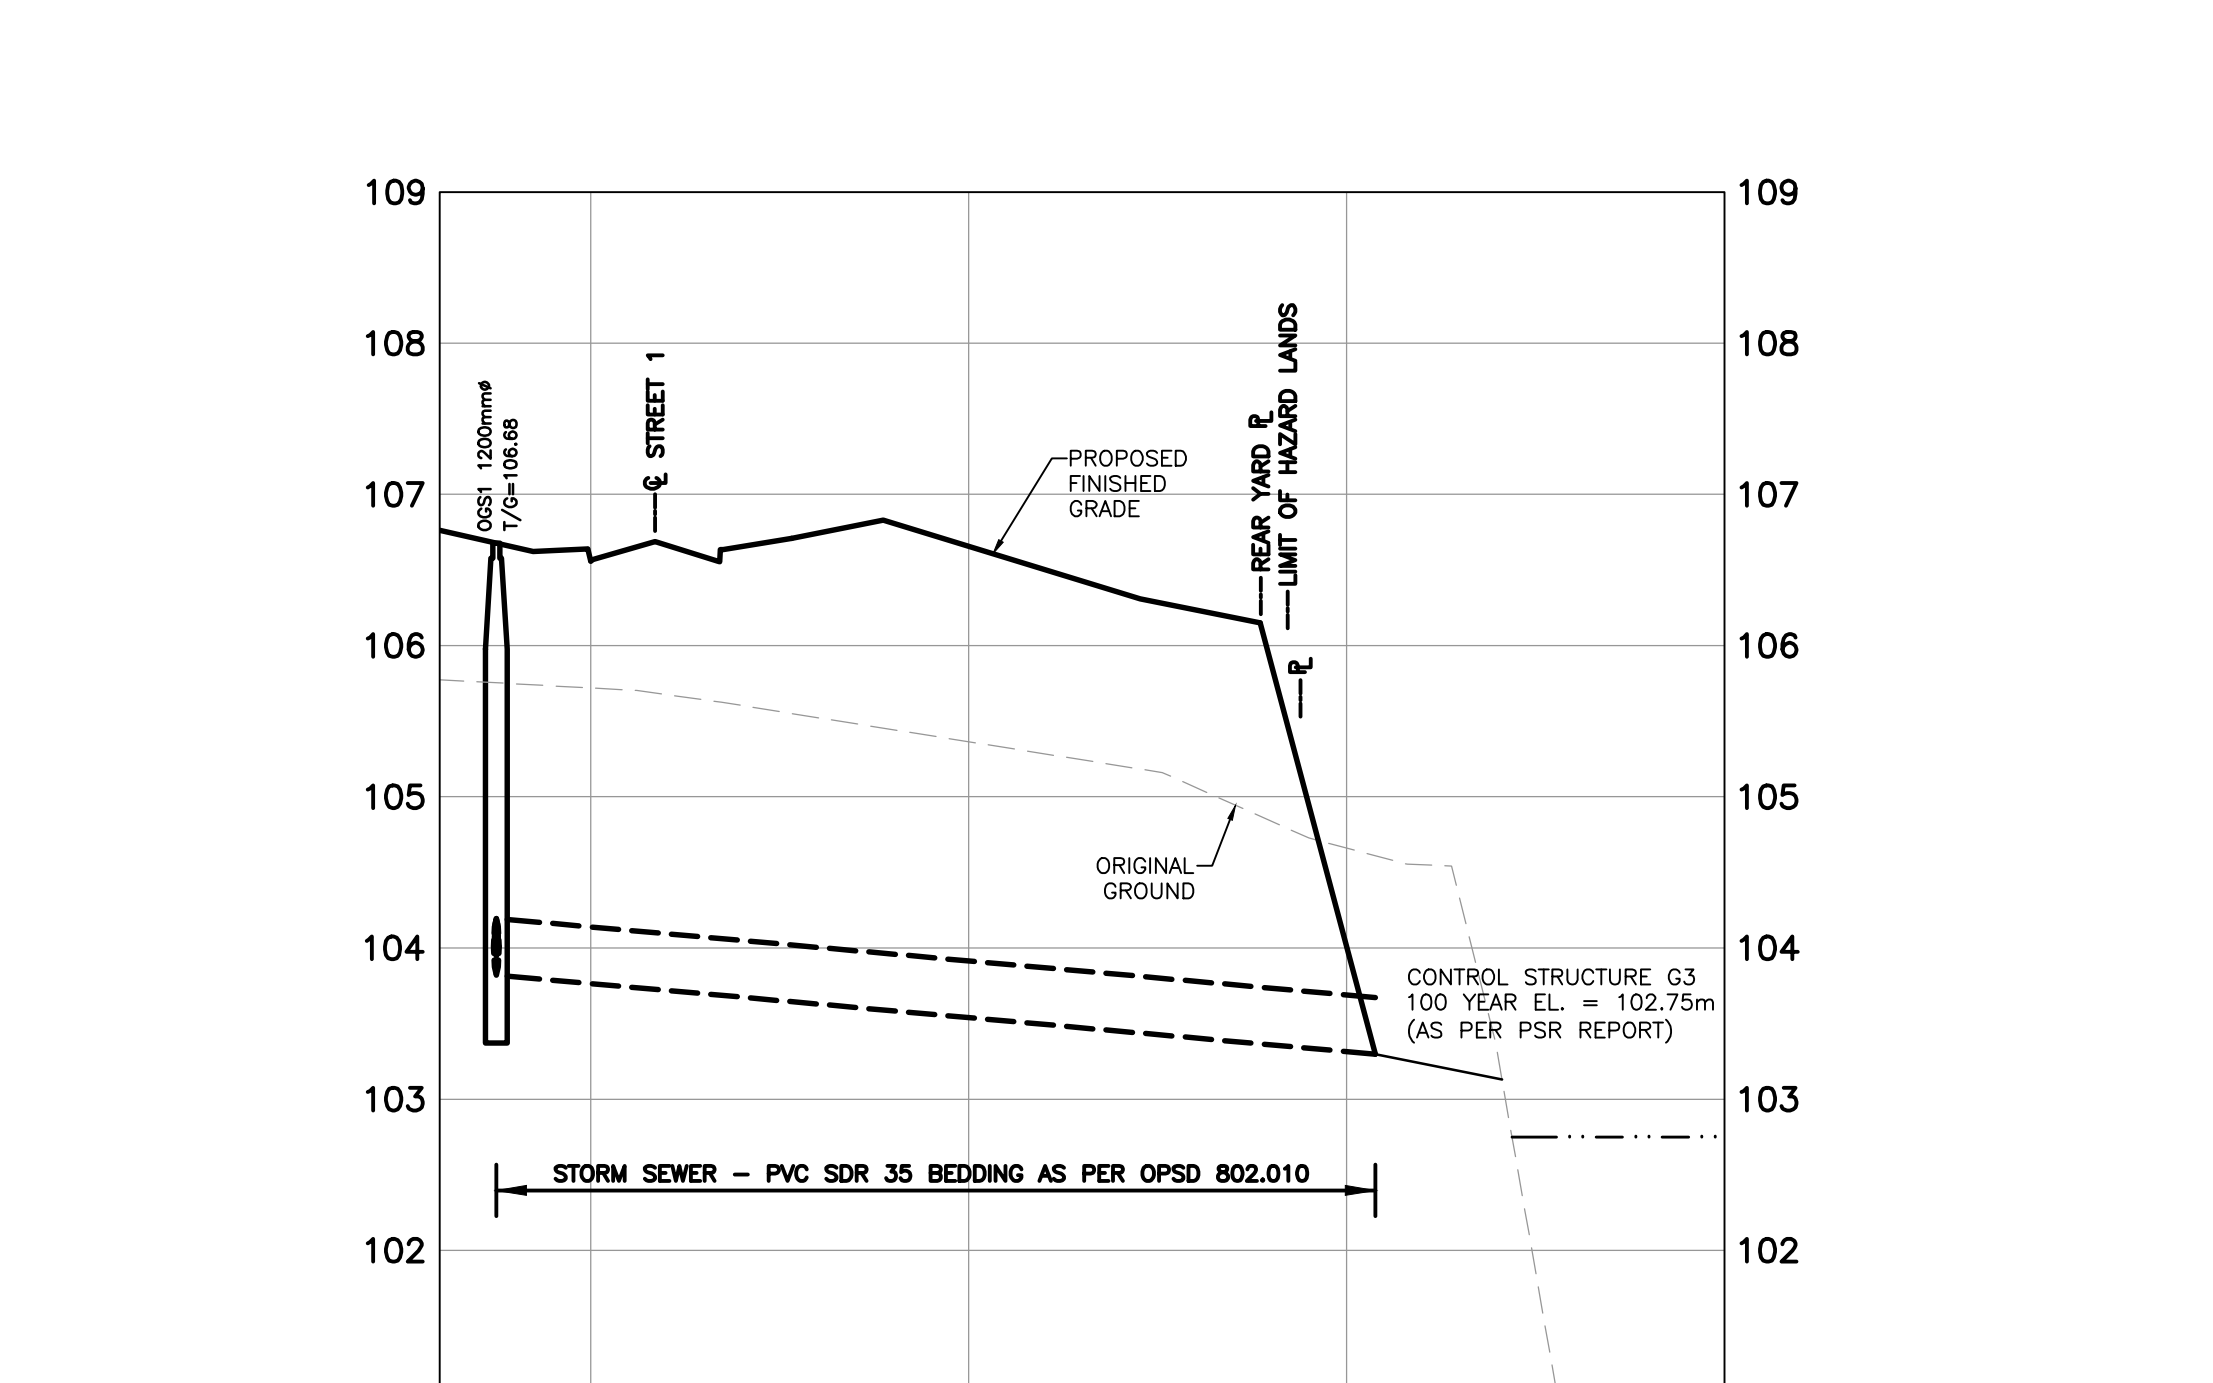 109 109
108 108
107 107
106 106
105 105
104 104
103 103
102 102
OGS1 1200mmø
T/G=106.68
℄ STREET 1
PROPOSED
FINISHED
GRADE
REAR YARD ⅊
LIMIT OF HAZARD LANDS
⅊
ORIGINAL
GROUND
CONTROL STRUCTURE G3
100 YEAR EL. = 102.75m
(AS PER PSR REPORT)
STORM SEWER – PVC SDR 35 BEDDING AS PER OPSD 802.010